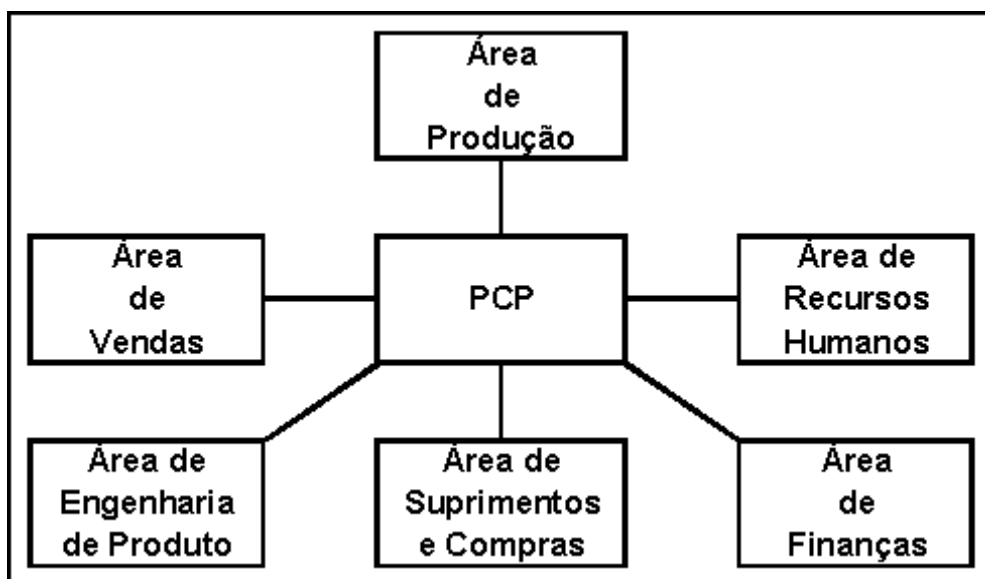 Área
de
Produção
Área
de
Vendas
PCP
Área de
Recursos
Humanos
Área de
Engenharia
de Produto
Área de
Suprimentos
e Compras
Área
de
Finanças